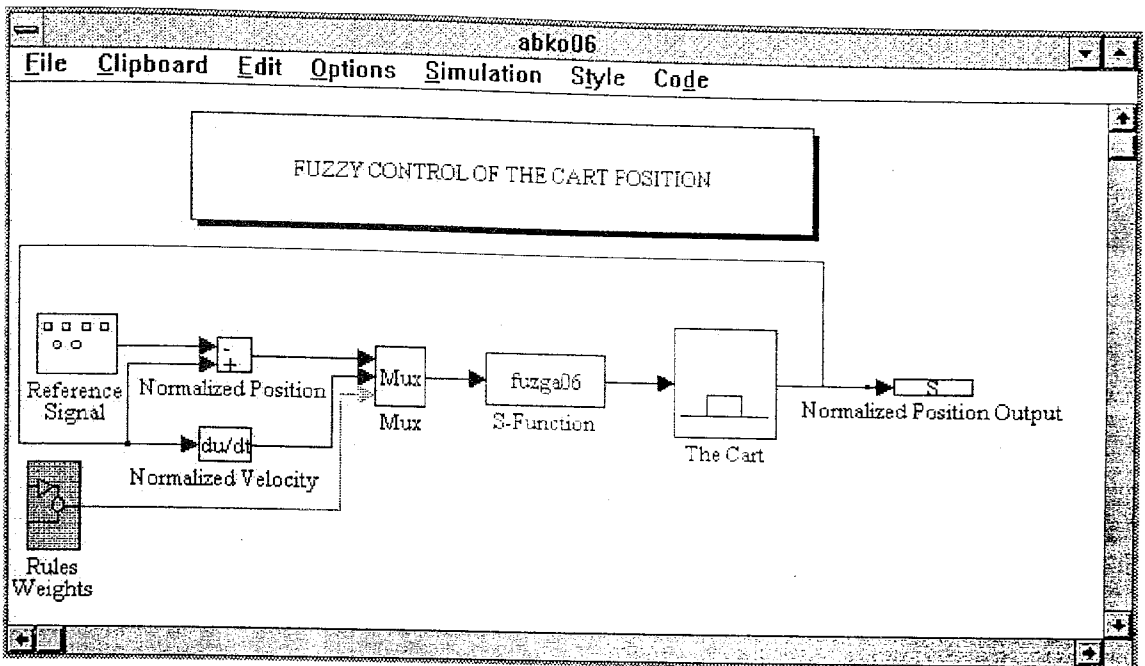 abko06
File Clipboard Edit Options Simulation Style Code
FUZZY CONTROL OF THE CART POSITION
Reference
Signal
-
+
Normalized Position
Mux
Mux
fuzga06
S-Function
The Cart
S
Normalized Position Output
du/dt
Normalized Velocity
Rules
Weights